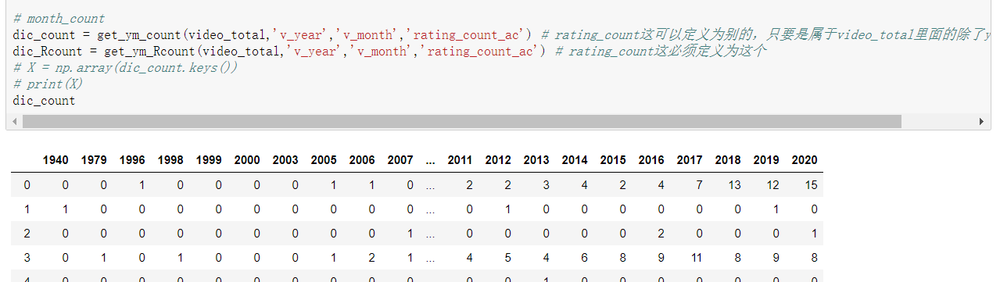 # month_count
dic_count = get_ym_count(video_total,'v_year','v_month','rating_count_ac') # rating_count这可以定义为别的，只要是属于video_total里面的除了y
dic_Rcount = get_ym_Rcount(video_total,'v_year','v_month','rating_count_ac') # rating_count这必须定义为这个
# X = np.array(dic_count.keys())
# print(X)
dic_count
1940 1979 1996 1998 1999 2000 2003 2005 2006 2007 ... 2011 2012 2013 2014 2015 2016 2017 2018 2019 2020
0 0 0 1 0 0 0 0 1 1 0 ... 2 2 3 4 2 4 7 13 12 15
1 1 0 0 0 0 0 0 0 0 0 ... 0 1 0 0 0 0 0 0 1 0
2 0 0 0 0 0 0 0 0 0 1 ... 0 0 0 0 0 2 0 0 0 1
3 0 1 0 1 0 0 0 1 2 1 ... 4 5 4 6 8 9 11 8 9 8
4 0 0 0 0 0 0 0 0 0 0 ... 0 0 1 0 0 0 0 0 0 0